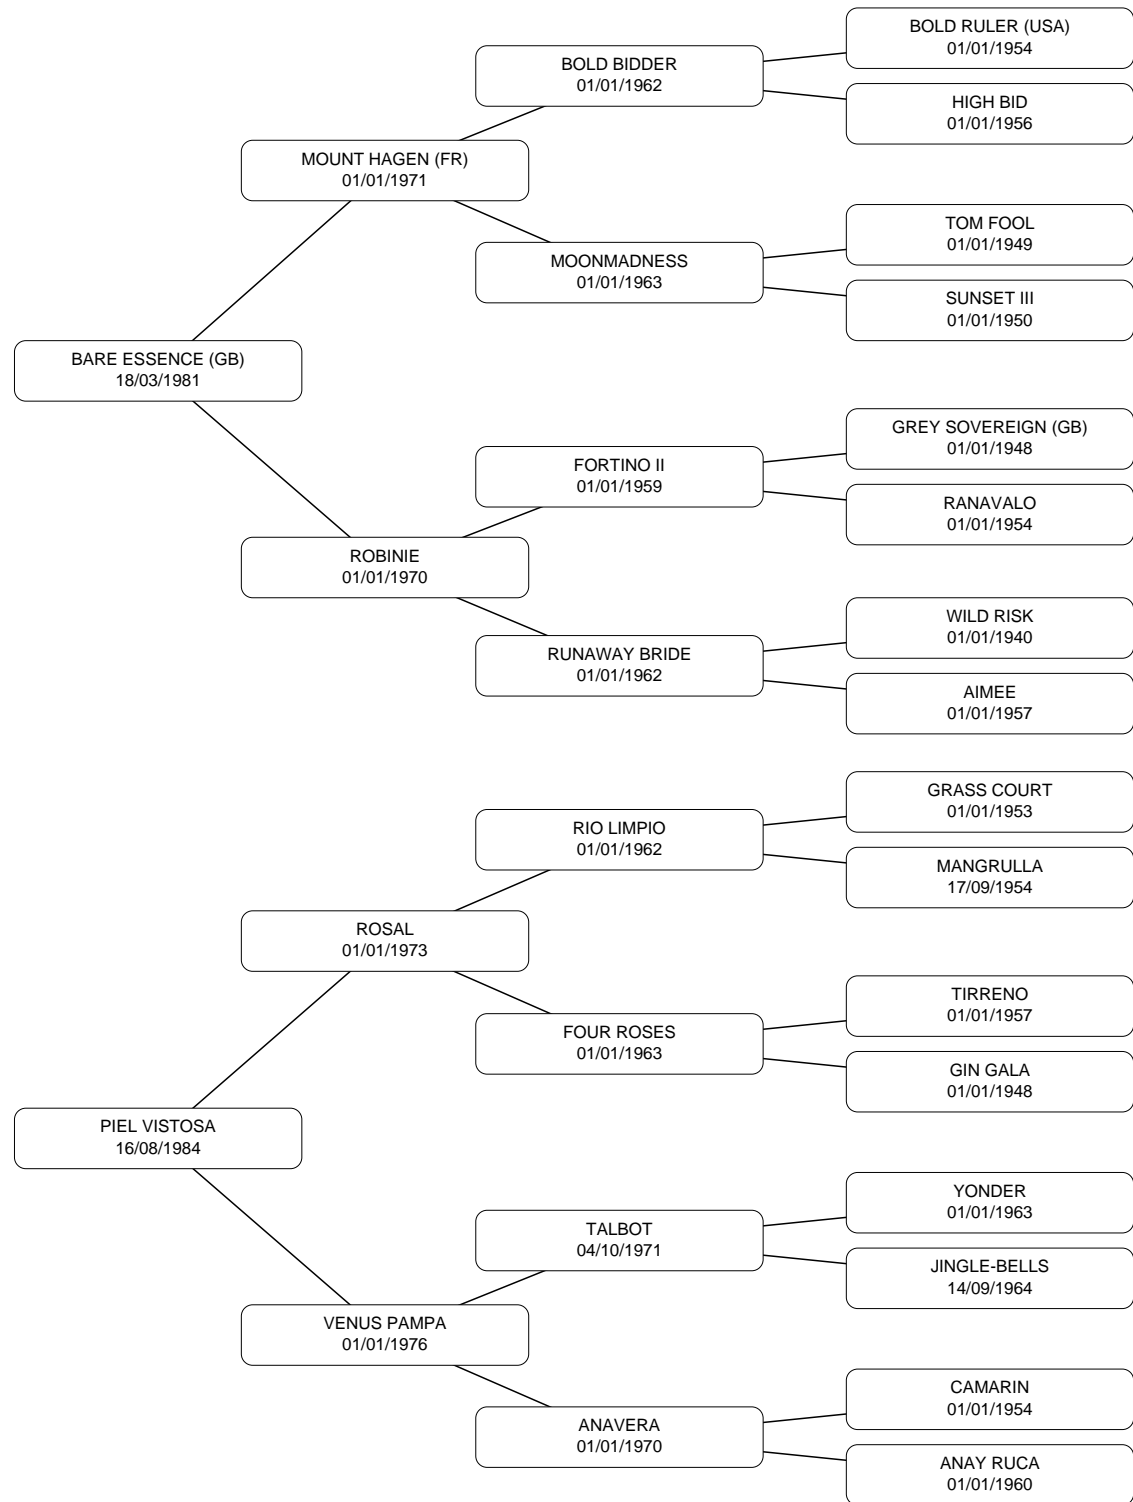 BOLD RULER (USA)
01/01/1954
BOLD BIDDER
01/01/1962
HIGH BID
01/01/1956
MOUNT HAGEN (FR)
01/01/1971
TOM FOOL
01/01/1949
MOONMADNESS
01/01/1963
SUNSET III
01/01/1950
BARE ESSENCE (GB)
18/03/1981
GREY SOVEREIGN (GB)
01/01/1948
FORTINO II
01/01/1959
RANAVALO
01/01/1954
ROBINIE
01/01/1970
WILD RISK
01/01/1940
RUNAWAY BRIDE
01/01/1962
AIMEE
01/01/1957
GRASS COURT
01/01/1953
RIO LIMPIO
01/01/1962
MANGRULLA
17/09/1954
ROSAL
01/01/1973
TIRRENO
01/01/1957
FOUR ROSES
01/01/1963
GIN GALA
01/01/1948
PIEL VISTOSA
16/08/1984
YONDER
01/01/1963
TALBOT
04/10/1971
JINGLE-BELLS
14/09/1964
VENUS PAMPA
01/01/1976
CAMARIN
01/01/1954
ANAVERA
01/01/1970
ANAY RUCA
01/01/1960